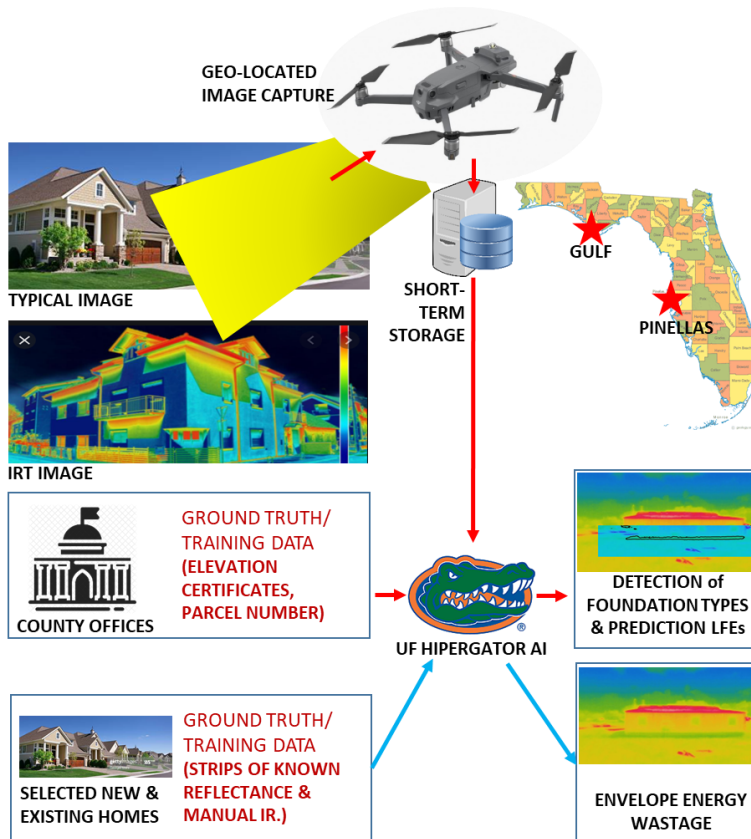 GEO-LOCATED
IMAGE CAPTURE
TYPICAL IMAGE
SHORT-
TERM
STORAGE
GULF
PINELLAS
IRT IMAGE
GROUND TRUTH/
TRAINING DATA
(ELEVATION
CERTIFICATES,
PARCEL NUMBER)
COUNTY OFFICES
®
UF HIPERGATOR AI
DETECTION of
FOUNDATION TYPES
& PREDICTION LFEs
GROUND TRUTH/
TRAINING DATA
(STRIPS OF KNOWN
REFLECTANCE &
MANUAL IR.)
SELECTED NEW &
EXISTING HOMES
ENVELOPE ENERGY
WASTAGE